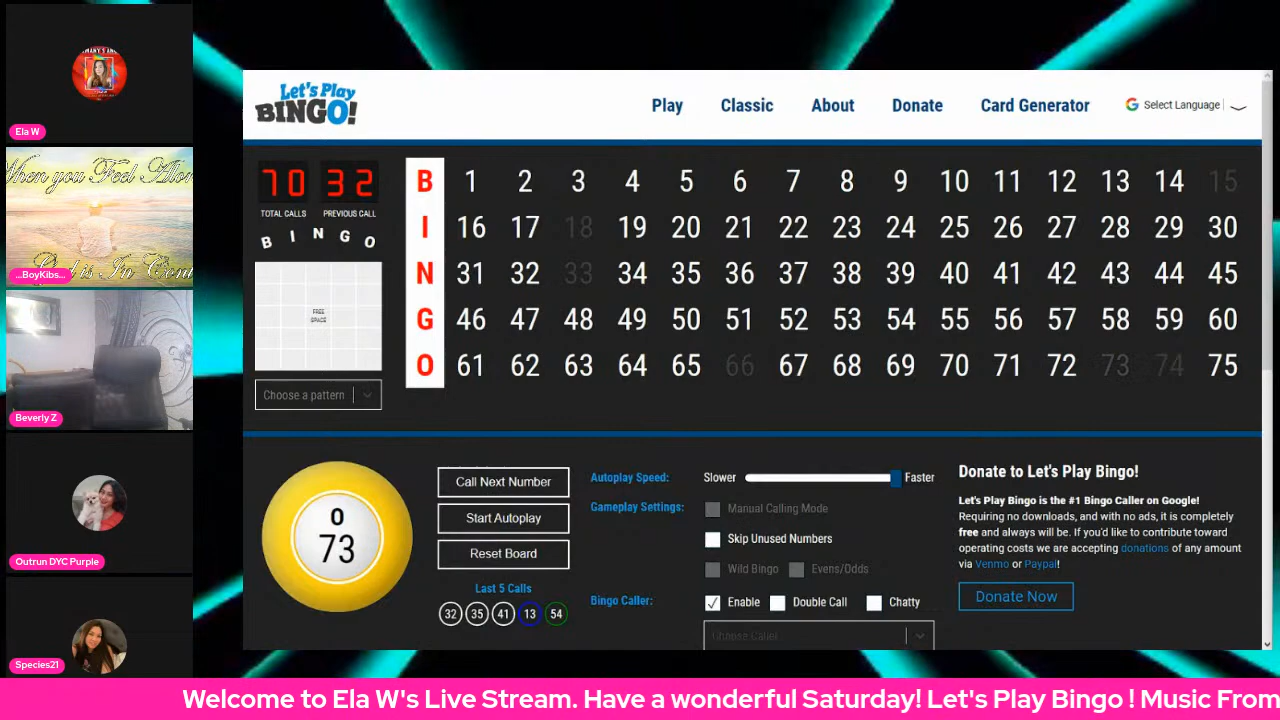 Ela W
When you Feel Alon
God is In Cont
...BoyKibs...
Beverly Z
Outrun DYC Purple
Species21
Let's Play
BINGO!
Play Classic About Donate Card Generator Select Language
70 32
TOTAL CALLS PREVIOUS CALL
B I N G O
FREE
SPACE
Choose a pattern
B 1 2 3 4 5 6 7 8 9 10 11 12 13 14 15
I 16 17 18 19 20 21 22 23 24 25 26 27 28 29 30
N 31 32 33 34 35 36 37 38 39 40 41 42 43 44 45
G 46 47 48 49 50 51 52 53 54 55 56 57 58 59 60
O 61 62 63 64 65 66 67 68 69 70 71 72 73 74 75
O
73
Call Next Number
Start Autoplay
Reset Board
Last 5 Calls
32 35 41 13 54
Autoplay Speed: Slower Faster
Gameplay Settings: Manual Calling Mode
Skip Unused Numbers
Wild Bingo Evens/Odds
Bingo Caller: Enable Double Call Chatty
Choose Caller
Donate to Let's Play Bingo!
Let's Play Bingo is the #1 Bingo Caller on Google!
Requiring no downloads, and with no ads, it is completely
free and always will be. If you'd like to contribute toward
operating costs we are accepting donations of any amount
via Venmo or Paypal!
Donate Now
Welcome to Ela W's Live Stream. Have a wonderful Saturday! Let's Play Bingo ! Music From